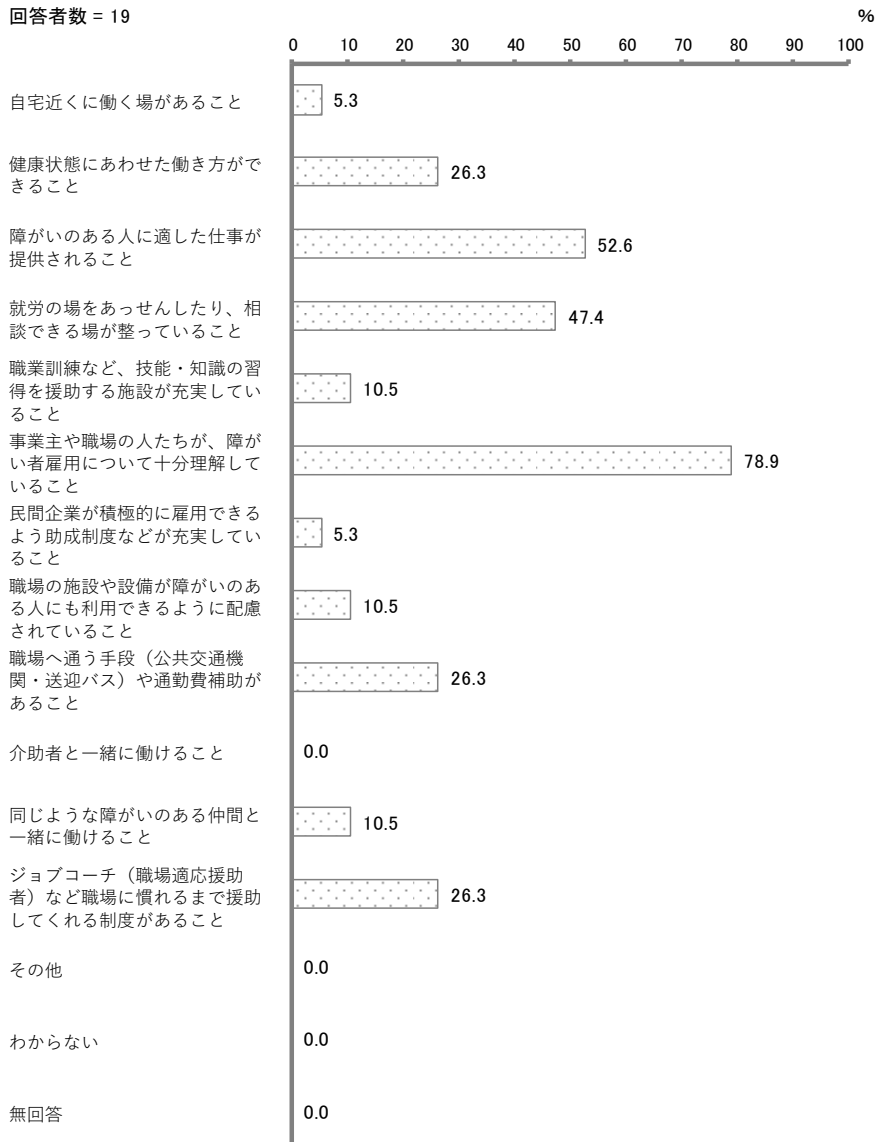 回答者数 = 19
%
0 10 20 30 40 50 60 70 80 90 100
自宅近くに働く場があること
5.3
健康状態にあわせた働き方がで
きること
26.3
障がいのある人に適した仕事が
提供されること
52.6
就労の場をあっせんしたり、相
談できる場が整っていること
47.4
職業訓練など、技能・知識の習
得を援助する施設が充実してい
ること
10.5
事業主や職場の人たちが、障が
い者雇用について十分理解して
いること
78.9
民間企業が積極的に雇用できる
よう助成制度などが充実してい
ること
5.3
職場の施設や設備が障がいのあ
る人にも利用できるように配慮
されていること
10.5
職場へ通う手段（公共交通機
関・送迎バス）や通勤費補助が
あること
26.3
介助者と一緒に働けること
0.0
同じような障がいのある仲間と
一緒に働けること
10.5
ジョブコーチ（職場適応援助
者）など職場に慣れるまで援助
してくれる制度があること
26.3
その他
0.0
わからない
0.0
無回答
0.0